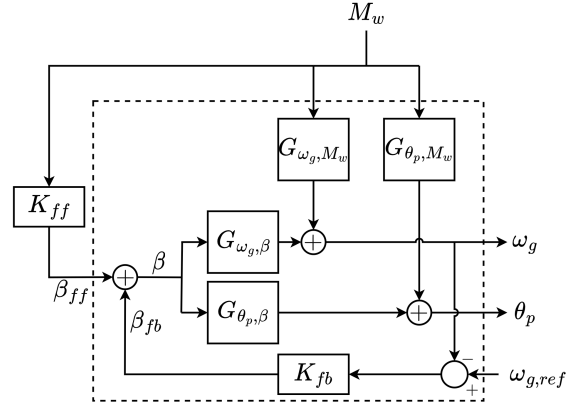 M_w
G_{ω_g,M_w}
G_{θ_p,M_w}
K_{ff}
G_{ω_g,β}
+
ω_g
β
+
β_{ff}
β_{fb}
G_{θ_p,β}
+
θ_p
K_{fb}
−
+
ω_{g,ref}